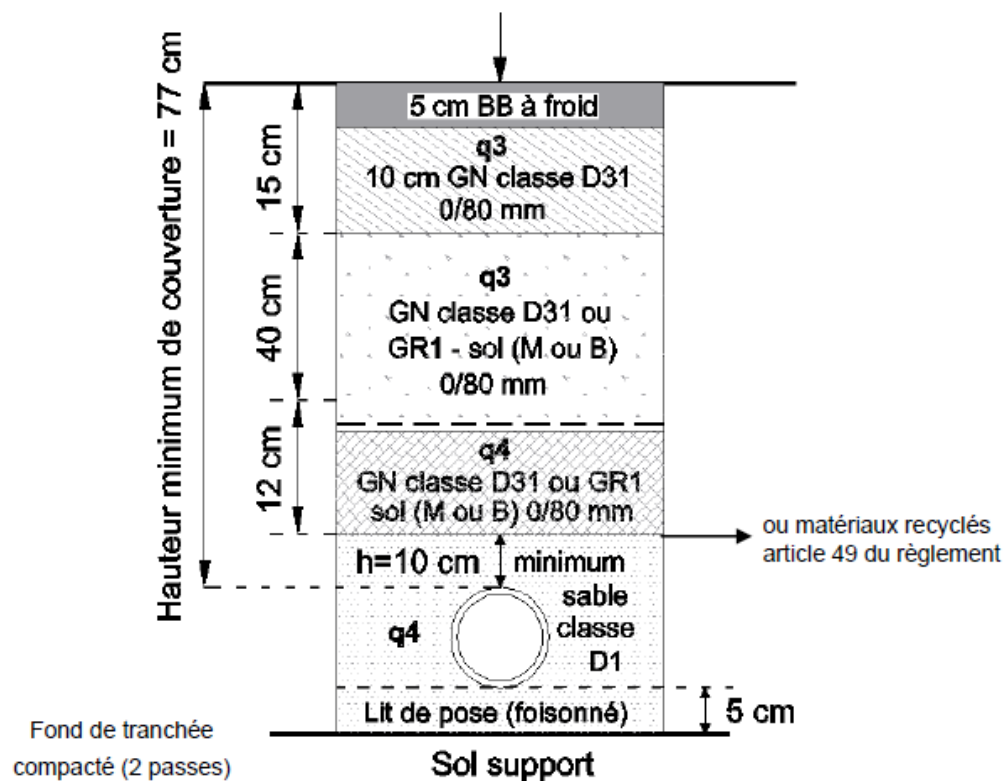 Hauteur minimum de couverture = 77 cm
15 cm
40 cm
12 cm
5 cm BB à froid
q3
10 cm GN classe D31
0/80 mm
q3
GN classe D31 ou
GR1 - sol (M ou B)
0/80 mm
q4
GN classe D31 ou GR1
sol (M ou B) 0/80 mm
ou matériaux recyclés
article 49 du règlement
h=10 cm minimum
sable
classe
D1
q4
Lit de pose (foisonné)
5 cm
Fond de tranchée
compacté (2 passes)
Sol support